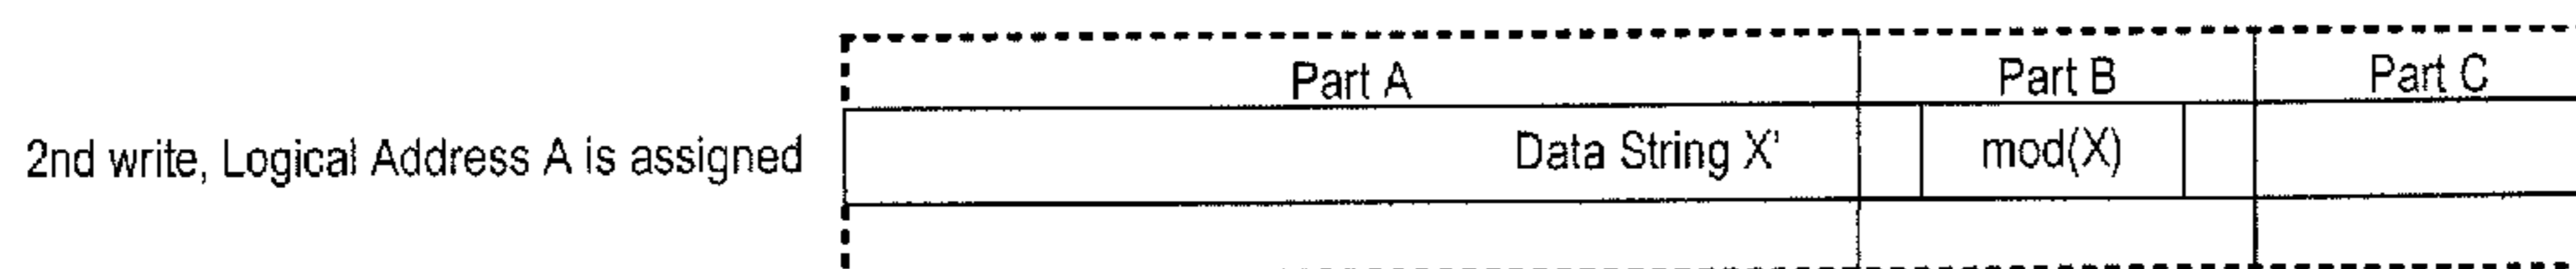 Part A Part B Part C
2nd write, Logical Address A is assigned Data String X' mod(X)